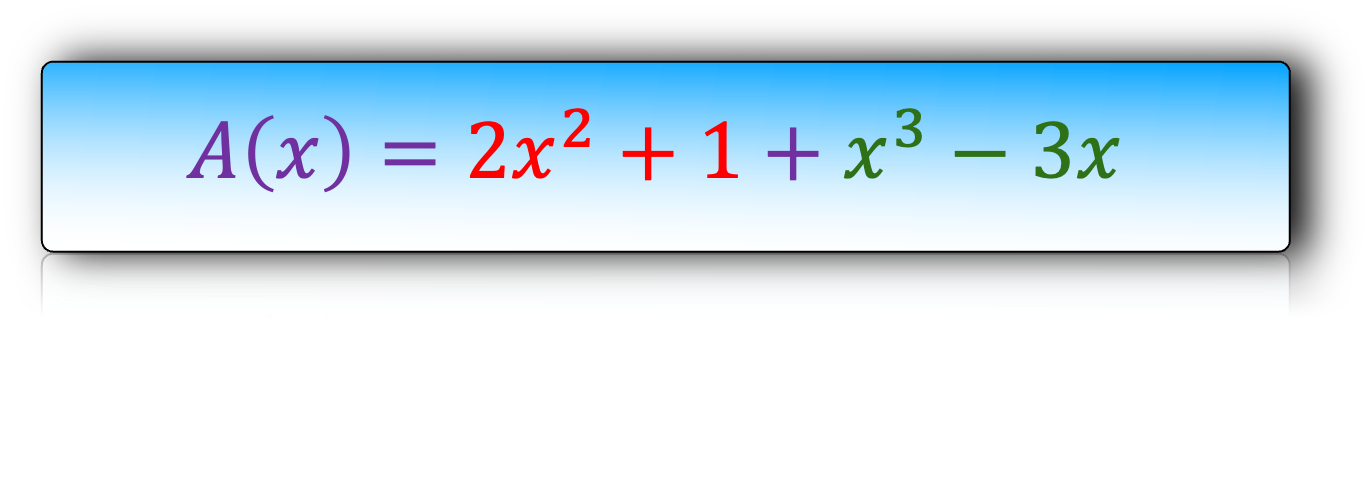 A(x) = 2x² + 1 + x³ − 3x